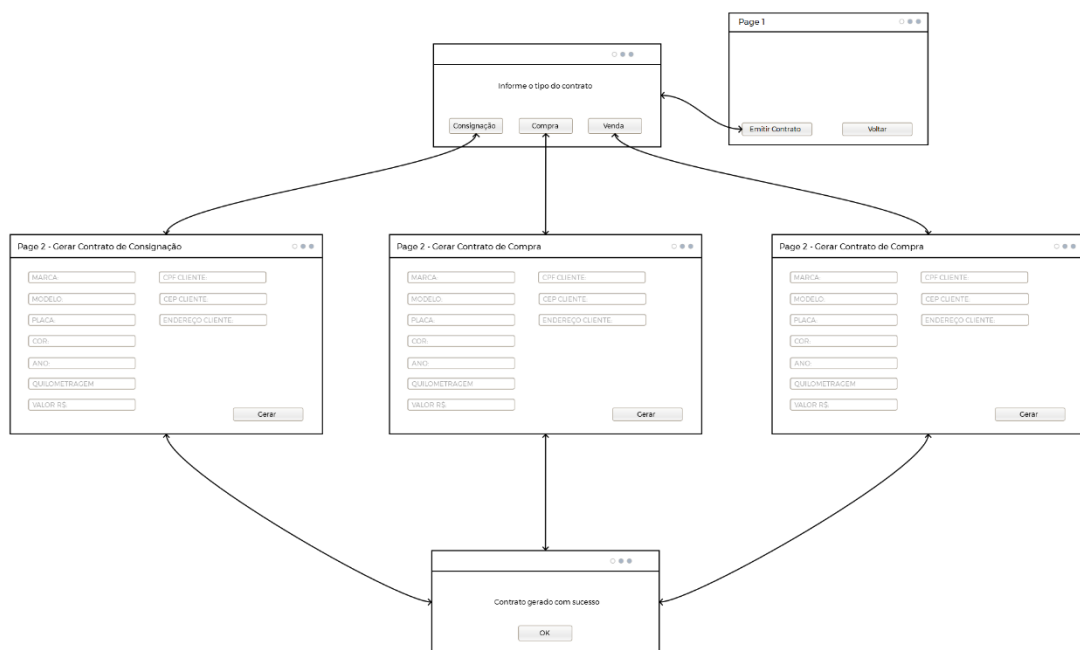 Page 1
Emitir Contrato
Voltar
Informe o tipo do contrato
Consignação
Compra
Venda
Page 2 - Gerar Contrato de Consignação
MARCA:
CPF CLIENTE:
MODELO:
CEP CLIENTE:
PLACA:
ENDEREÇO CLIENTE:
COR:
ANO:
QUILOMETRAGEM
VALOR R$:
Gerar
Page 2 - Gerar Contrato de Compra
MARCA:
CPF CLIENTE:
MODELO:
CEP CLIENTE:
PLACA:
ENDEREÇO CLIENTE:
COR:
ANO:
QUILOMETRAGEM
VALOR R$:
Gerar
Page 2 - Gerar Contrato de Compra
MARCA:
CPF CLIENTE:
MODELO:
CEP CLIENTE:
PLACA:
ENDEREÇO CLIENTE:
COR:
ANO:
QUILOMETRAGEM
VALOR R$:
Gerar
Contrato gerado com sucesso
OK